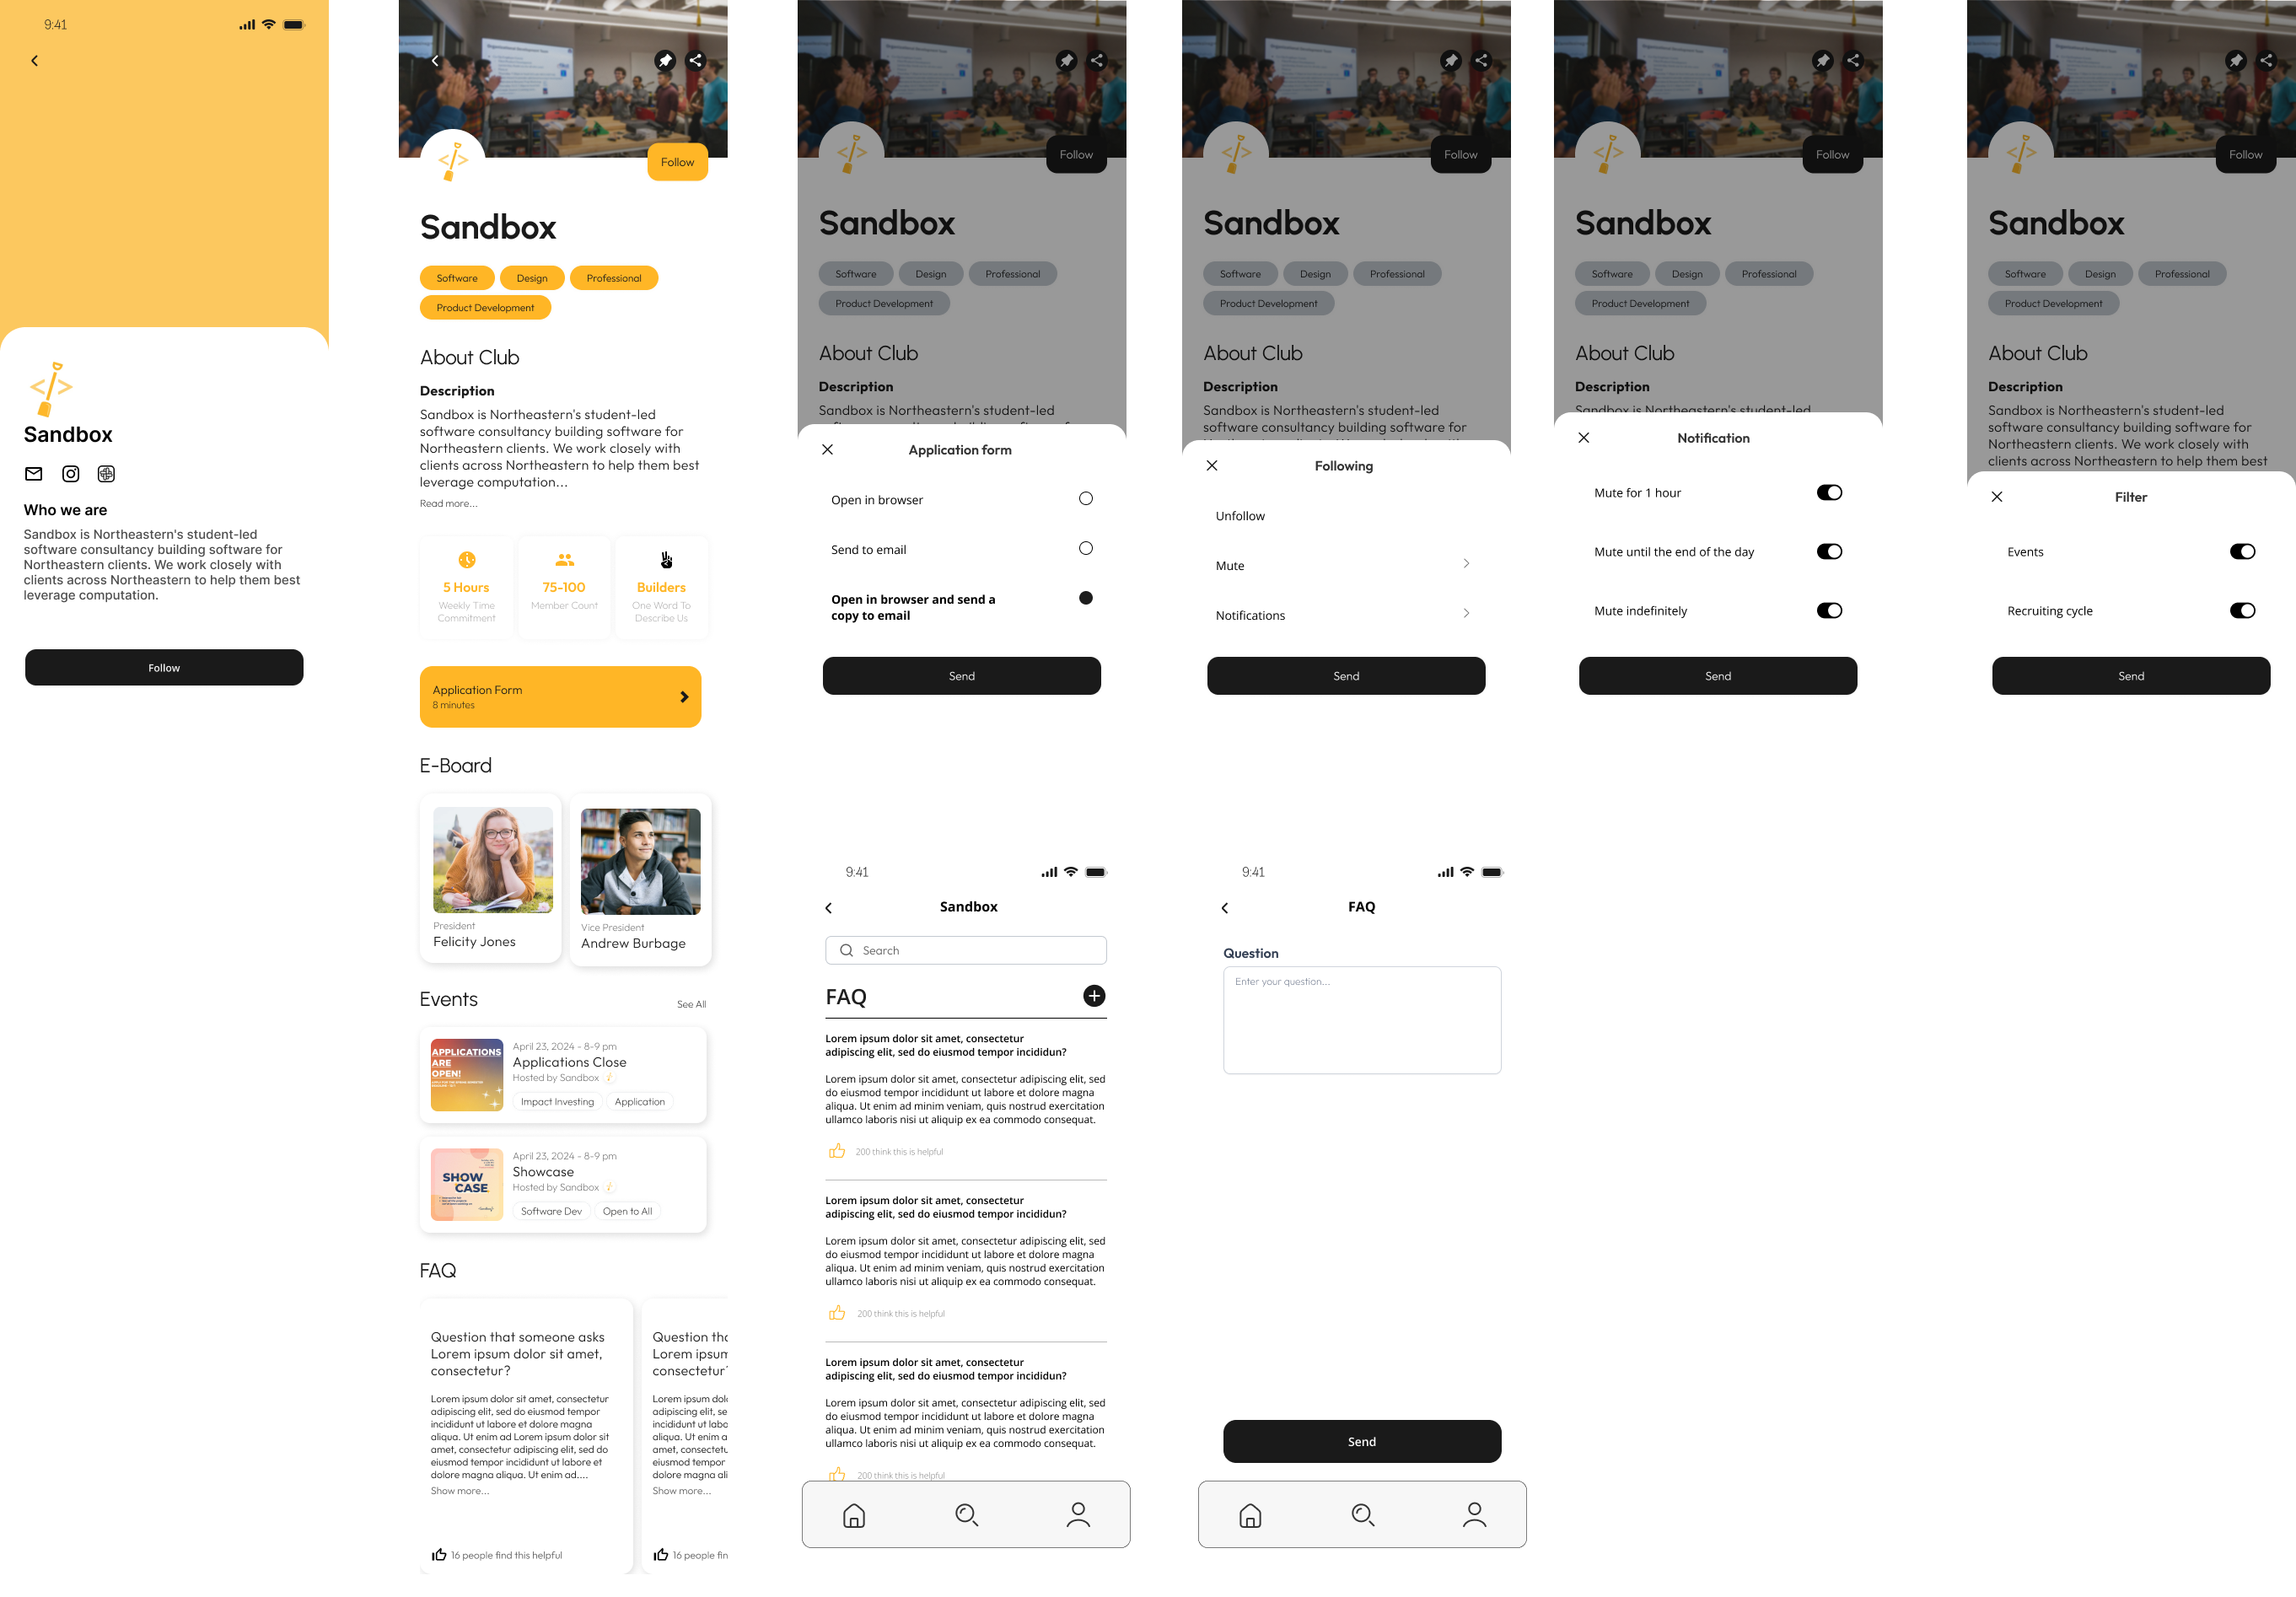 9:41
Sandbox
Who we are
Sandbox is Northeastern's student-led
software consultancy building software for
Northeastern clients. We work closely with
clients across Northeastern to help them best
leverage computation.
Follow
Follow
Sandbox
Software
Design
Professional
Product Development
About Club
Description
Sandbox is Northeastern's student-led
software consultancy building software for
Northeastern clients. We work closely with
clients across Northeastern to help them best
leverage computation...
Read more...
5 Hours
Weekly Time
Commitment
75-100
Member Count
Builders
One Word To
Describe Us
Application Form
8 minutes
E-Board
President
Felicity Jones
Vice President
Andrew Burbage
Events
See All
APPLICATIONS
ARE
OPEN!
April 23, 2024 - 8-9 pm
Applications Close
Hosted by Sandbox
Impact Investing
Application
SHOW
CASE
April 23, 2024 - 8-9 pm
Showcase
Hosted by Sandbox
Software Dev
Open to All
FAQ
Question that someone asks
Lorem ipsum dolor sit amet,
consectetur?
Lorem ipsum dolor sit amet, consectetur
adipiscing elit, sed do eiusmod tempor
incididunt ut labore et dolore magna
aliqua. Ut enim ad Lorem ipsum dolor sit
amet, consectetur adipiscing elit, sed do
eiusmod tempor incididunt ut labore et
dolore magna aliqua. Ut enim ad....
Show more...
16 people find this helpful
Question tha
Lorem ipsum
consectetur?
Lorem ipsum dolo
adipiscing elit, se
incididunt ut labo
aliqua. Ut enim a
amet, consectetu
eiusmod tempor
dolore magna ali
Show more...
16 people fin
Follow
Sandbox
Software
Design
Professional
Product Development
About Club
Description
Sandbox is Northeastern's student-led
Application form
Open in browser
Send to email
Open in browser and send a
copy to email
Send
Follow
Sandbox
Software
Design
Professional
Product Development
About Club
Description
Sandbox is Northeastern's student-led
software consultancy building software for
Following
Unfollow
Mute
Notifications
Send
Follow
Sandbox
Software
Design
Professional
Product Development
About Club
Description
Sandbox is Northeastern's student-led
Notification
Mute for 1 hour
Mute until the end of the day
Mute indefinitely
Send
Follow
Sandbox
Software
Design
Professional
Product Development
About Club
Description
Sandbox is Northeastern's student-led
software consultancy building software for
Northeastern clients. We work closely with
clients across Northeastern to help them best
Filter
Events
Recruiting cycle
Send
9:41
Sandbox
Search
FAQ
Lorem ipsum dolor sit amet, consectetur
adipiscing elit, sed do eiusmod tempor incididun?
Lorem ipsum dolor sit amet, consectetur adipiscing elit, sed
do eiusmod tempor incididunt ut labore et dolore magna
aliqua. Ut enim ad minim veniam, quis nostrud exercitation
ullamco laboris nisi ut aliquip ex ea commodo consequat.
200 think this is helpful
Lorem ipsum dolor sit amet, consectetur
adipiscing elit, sed do eiusmod tempor incididun?
Lorem ipsum dolor sit amet, consectetur adipiscing elit, sed
do eiusmod tempor incididunt ut labore et dolore magna
aliqua. Ut enim ad minim veniam, quis nostrud exercitation
ullamco laboris nisi ut aliquip ex ea commodo consequat.
200 think this is helpful
Lorem ipsum dolor sit amet, consectetur
adipiscing elit, sed do eiusmod tempor incididun?
Lorem ipsum dolor sit amet, consectetur adipiscing elit, sed
do eiusmod tempor incididunt ut labore et dolore magna
aliqua. Ut enim ad minim veniam, quis nostrud exercitation
ullamco laboris nisi ut aliquip ex ea commodo consequat.
200 think this is helpful
9:41
FAQ
Question
Enter your question...
Send